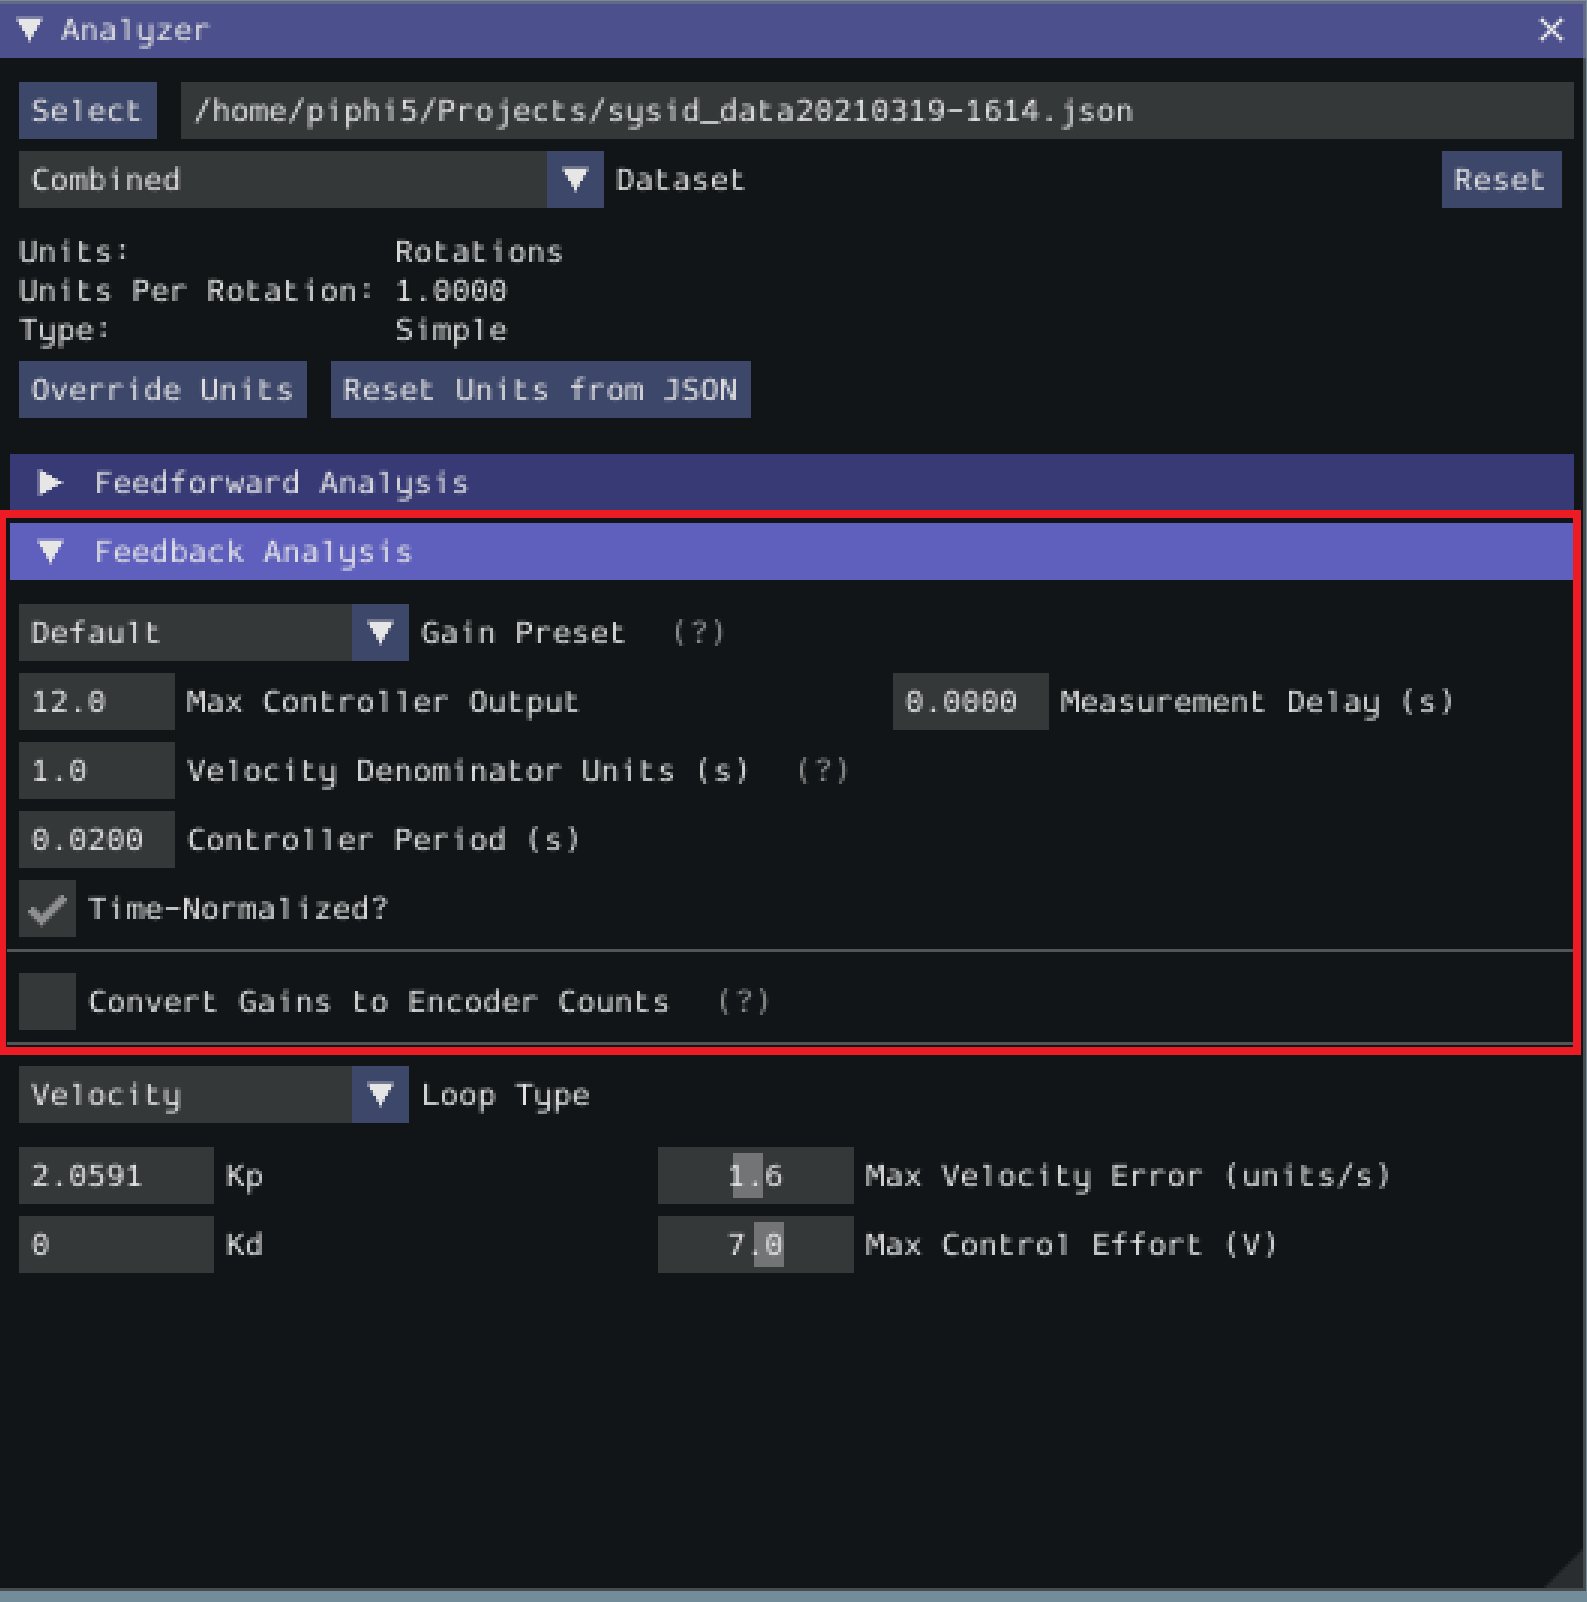 Analyzer
Select /home/piphi5/Projects/sysid_data20210319-1614.json
Combined Dataset Reset
Units: Rotations
Units Per Rotation: 1.0000
Type: Simple
Override Units Reset Units from JSON
Feedforward Analysis
Feedback Analysis
Default Gain Preset (?)
12.0 Max Controller Output 0.0000 Measurement Delay (s)
1.0 Velocity Denominator Units (s) (?)
0.0200 Controller Period (s)
Time-Normalized?
Convert Gains to Encoder Counts (?)
Velocity Loop Type
2.0591 Kp 1.6 Max Velocity Error (units/s)
0 Kd 7.0 Max Control Effort (V)